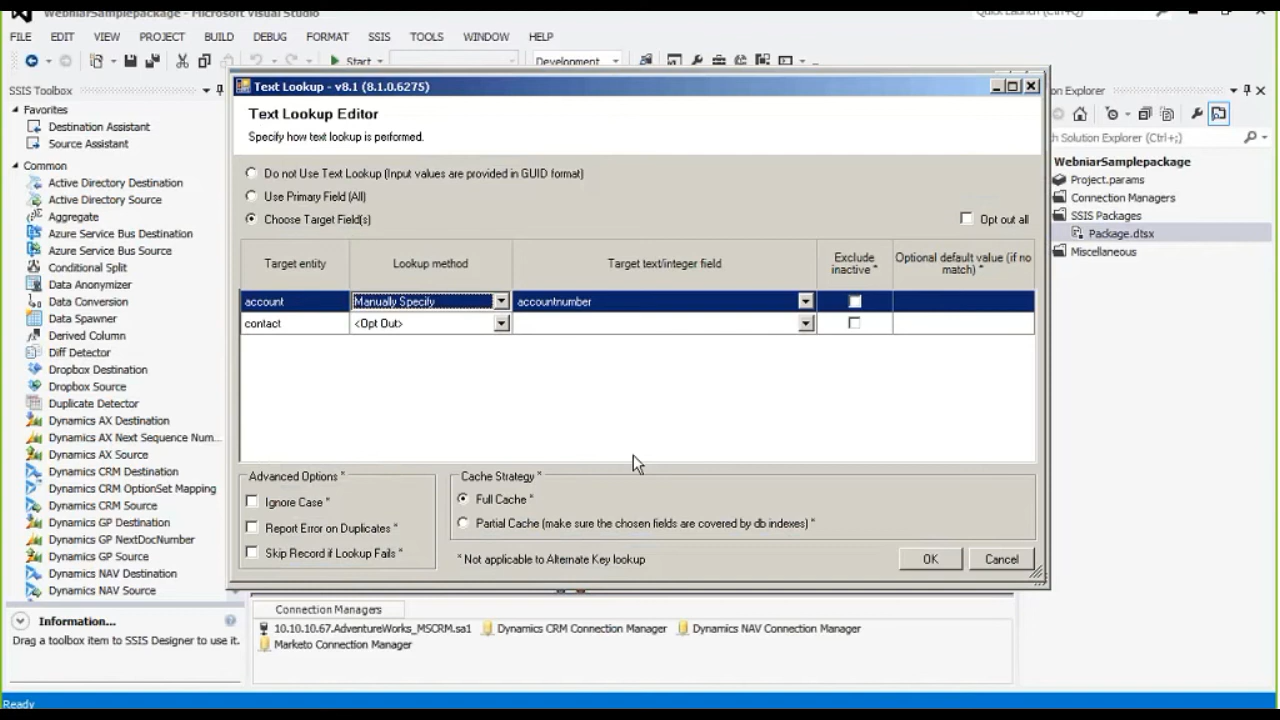 WebniarSamplepackage - Microsoft Visual Studio
Quick Launch (Ctrl+Q)
FILE EDIT VIEW PROJECT BUILD DEBUG FORMAT SSIS TOOLS WINDOW HELP
Start Development
SSIS Toolbox
Favorites
Destination Assistant
Source Assistant
Common
Active Directory Destination
Active Directory Source
Aggregate
Azure Service Bus Destination
Azure Service Bus Source
Conditional Split
Data Anonymizer
Data Conversion
Data Spawner
Derived Column
Diff Detector
Dropbox Destination
Dropbox Source
Duplicate Detector
Dynamics AX Destination
Dynamics AX Next Sequence Num...
Dynamics AX Source
Dynamics CRM Destination
Dynamics CRM OptionSet Mapping
Dynamics CRM Source
Dynamics GP Destination
Dynamics GP NextDocNumber
Dynamics GP Source
Dynamics NAV Destination
Dynamics NAV Source
Information...
Drag a toolbox item to SSIS Designer to use it.
Text Lookup - v8.1 (8.1.0.6275)
Text Lookup Editor
Specify how text lookup is performed.
Do not Use Text Lookup (Input values are provided in GUID format)
Use Primary Field (All)
Choose Target Field(s)
Opt out all
Target entity Lookup method Target text/integer field Exclude inactive * Optional default value (if no match) *
account Manually Specify accountnumber
contact <Opt Out>
Advanced Options *
Ignore Case *
Report Error on Duplicates *
Skip Record if Lookup Fails *
Cache Strategy *
Full Cache *
Partial Cache (make sure the chosen fields are covered by db indexes) *
* Not applicable to Alternate Key lookup
OK Cancel
Connection Managers
10.10.10.67.AdventureWorks_MSCRM.sa1 Dynamics CRM Connection Manager Dynamics NAV Connection Manager
Marketo Connection Manager
on Explorer
h Solution Explorer (Ctrl+;)
WebniarSamplepackage
Project.params
Connection Managers
SSIS Packages
Package.dtsx
Miscellaneous
Ready